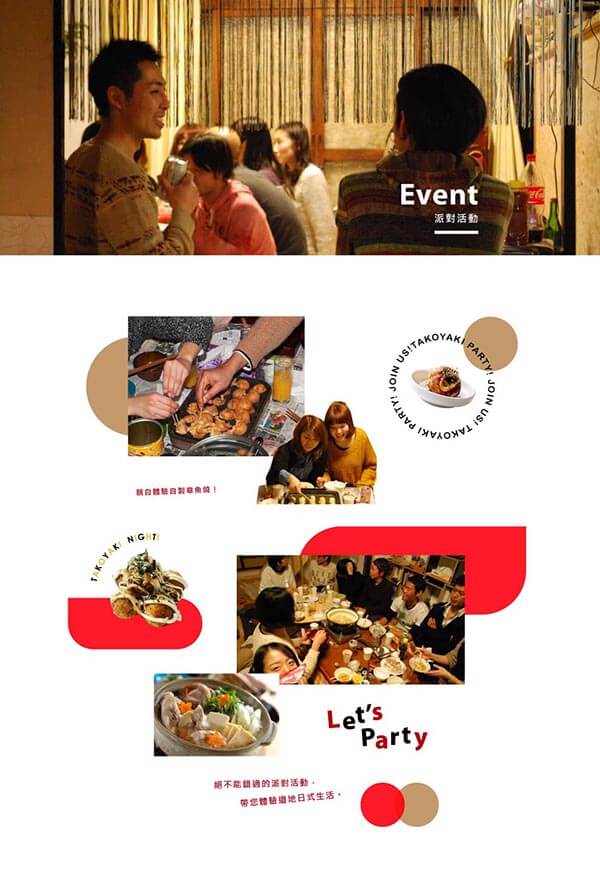 Event
派對活動
JOIN US! TAKOYAKI PARTY! JOIN US! TAKOYAKI PARTY!
親自體驗自製章魚燒！
TAKOYAKI NIGHT!
Let's
Party
絕不能錯過的派對活動，
帶您體驗道地日式生活。